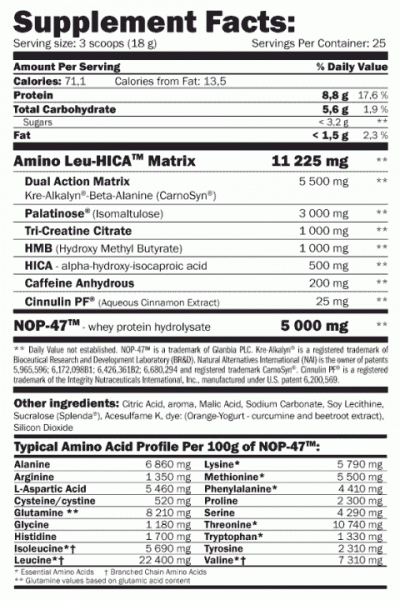 Supplement Facts:
Serving size: 3 scoops (18 g) Servings Per Container: 25
Amount Per Serving % Daily Value
Calories: 71,1 Calories from Fat: 13,5
Protein 8,8 g 17,6 %
Total Carbohydrate 5,6 g 1,9 %
Sugars < 3,2 g **
Fat < 1,5 g 2,3 %
Amino Leu-HICA™ Matrix 11 225 mg **
Dual Action Matrix 5 500 mg **
Kre-Alkalyn®-Beta-Alanine (CarnoSyn®)
Palatinose® (Isomaltulose) 3 000 mg **
Tri-Creatine Citrate 1 000 mg **
HMB (Hydroxy Methyl Butyrate) 1 000 mg **
HICA - alpha-hydroxy-isocaproic acid 500 mg **
Caffeine Anhydrous 200 mg **
Cinnulin PF® (Aqueous Cinnamon Extract) 25 mg **
NOP-47™ - whey protein hydrolysate 5 000 mg **
** Daily Value not established. NOP-47™ is a trademark of Glanbia PLC. Kre-Alkalyn® is a registered trademark of
Bioceutical Research and Development Laboratory (BR&D). Natural Alternatives International (NAI) is the owner of patents
5,965,596; 6,172,098B1; 6,426,361B2; 6,680,294 and registered trademark CarnoSyn®. Cinnulin PF® is a registered
trademark of the Integrity Nutraceuticals International, Inc., manufactured under U.S. patent 6,200,569.
Other ingredients: Citric Acid, aroma, Malic Acid, Sodium Carbonate, Soy Lecithine,
Sucralose (Splenda®), Acesulfame K, dye: (Orange-Yogurt - curcumine and beetroot extract),
Silicon Dioxide
Typical Amino Acid Profile Per 100g of NOP-47™:
Alanine 6 860 mg Lysine* 5 790 mg
Arginine 1 350 mg Methionine* 5 500 mg
L-Aspartic Acid 5 460 mg Phenylalanine* 4 410 mg
Cysteine/cystine 520 mg Proline 2 300 mg
Glutamine ** 8 210 mg Serine 4 290 mg
Glycine 1 180 mg Threonine* 10 740 mg
Histidine 1 700 mg Tryptophan* 1 330 mg
Isoleucine*† 5 690 mg Tyrosine 2 310 mg
Leucine*† 22 400 mg Valine*† 7 310 mg
* Essential Amino Acids † Branched Chain Amino Acids
** Glutamine values based on glutamic acid content